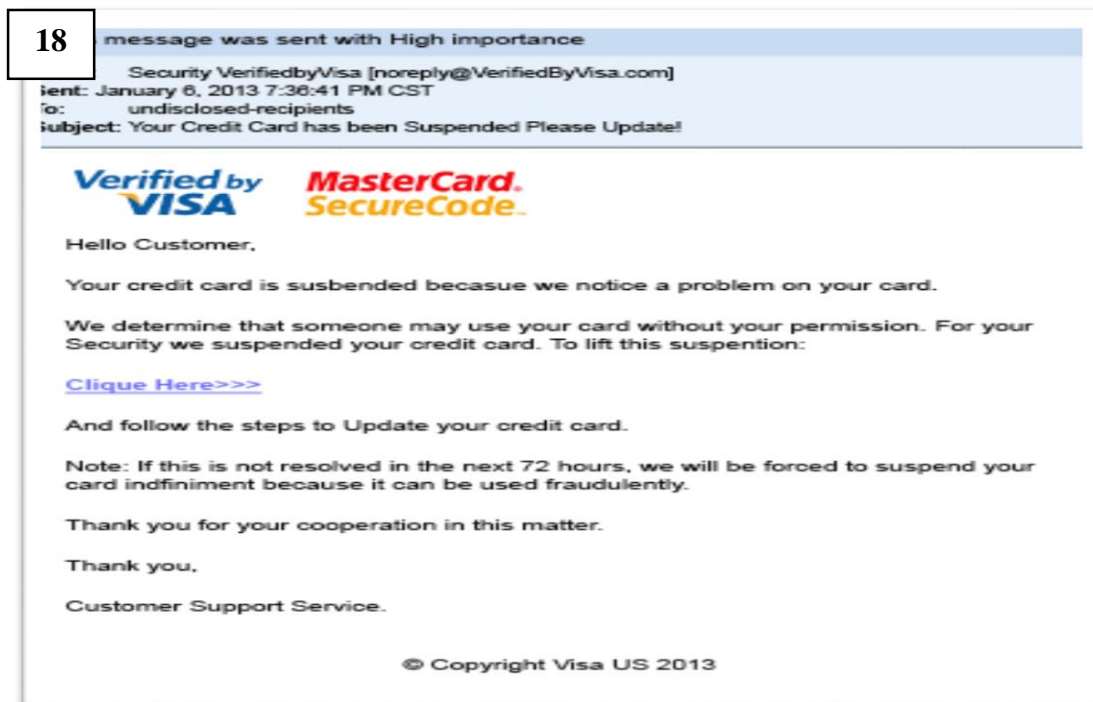 18
message was sent with High importance
Security VerifiedbyVisa [noreply@VerifiedByVisa.com]
Sent: January 6, 2013 7:36:41 PM CST
To: undisclosed-recipients
Subject: Your Credit Card has been Suspended Please Update!
Verified by MasterCard.
VISA SecureCode
Hello Customer,
Your credit card is susbended becasue we notice a problem on your card.
We determine that someone may use your card without your permission. For your
Security we suspended your credit card. To lift this suspention:
Clique Here>>>
And follow the steps to Update your credit card.
Note: If this is not resolved in the next 72 hours, we will be forced to suspend your
card indfiniment because it can be used fraudulently.
Thank you for your cooperation in this matter.
Thank you,
Customer Support Service.
© Copyright Visa US 2013